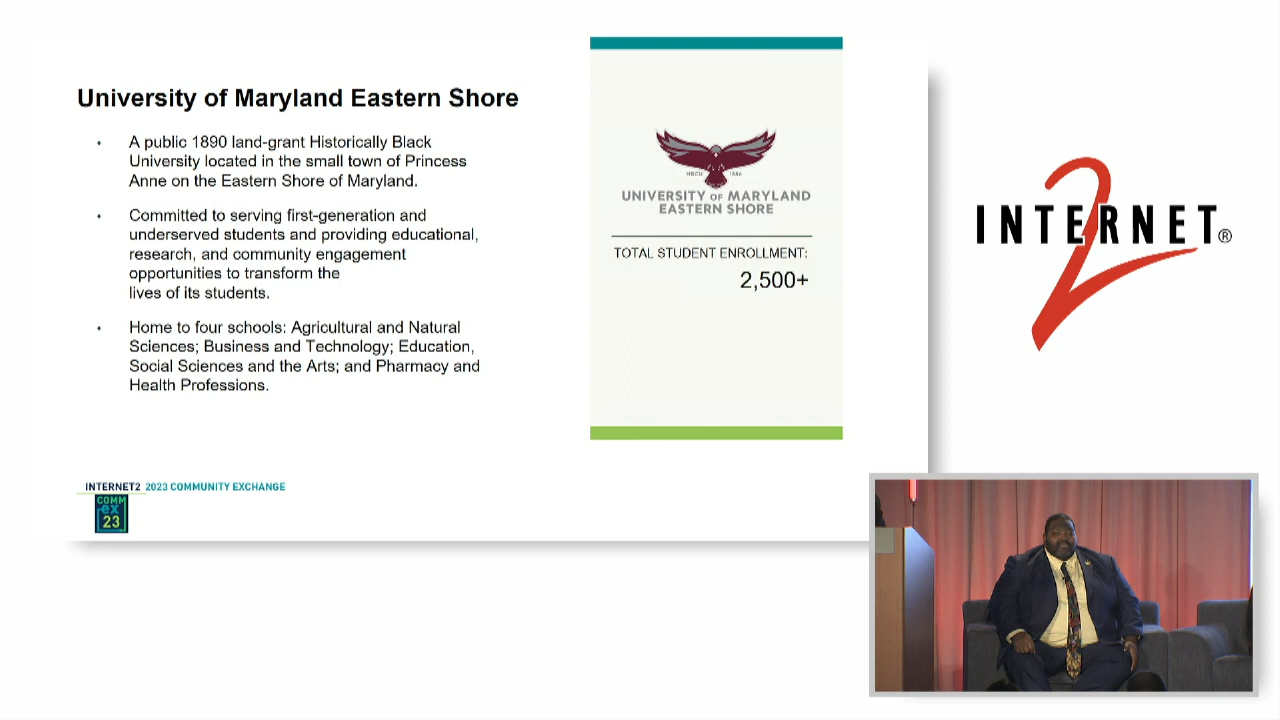 University of Maryland Eastern Shore
• A public 1890 land-grant Historically Black
University located in the small town of Princess
Anne on the Eastern Shore of Maryland.
• Committed to serving first-generation and
underserved students and providing educational,
research, and community engagement
opportunities to transform the
lives of its students.
• Home to four schools: Agricultural and Natural
Sciences; Business and Technology; Education,
Social Sciences and the Arts; and Pharmacy and
Health Professions.
HBCU 1886
UNIVERSITY OF MARYLAND
EASTERN SHORE
TOTAL STUDENT ENROLLMENT:
2,500+
INTERNET2 2023 COMMUNITY EXCHANGE
COMM
ex
23
INTERNET®
2